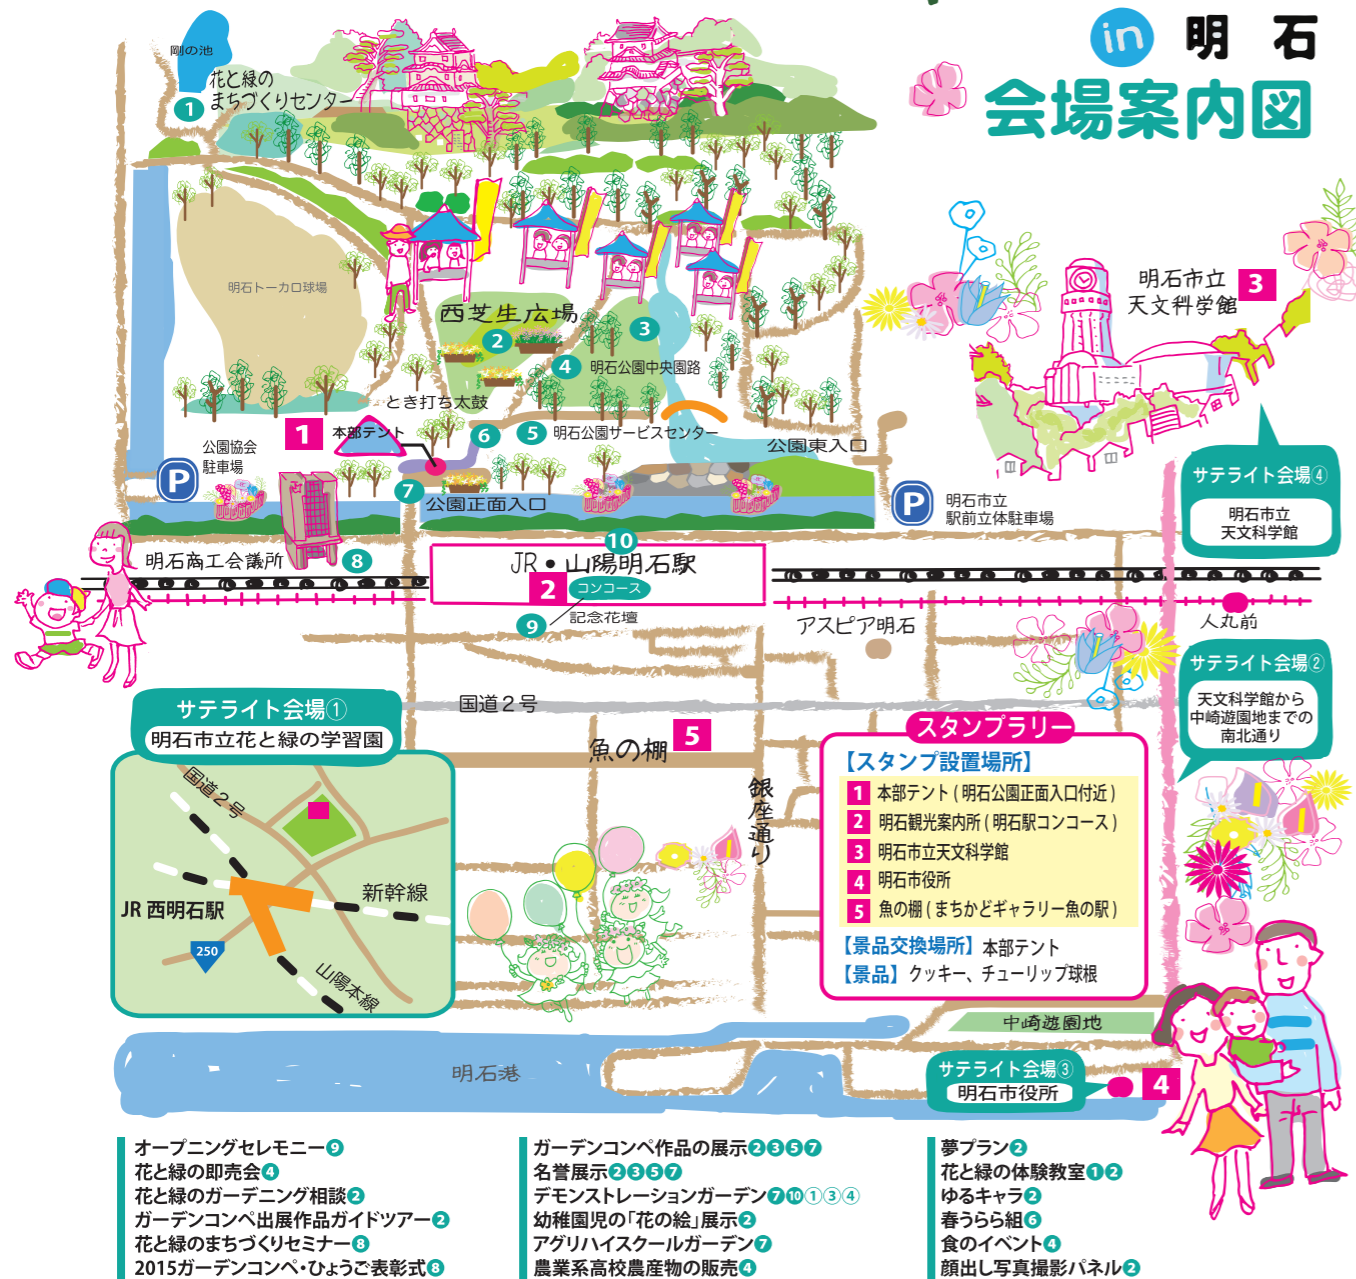 in 明石
会場案内図
剛の池
花と緑の
まちづくりセンター
1
明石トーカロ球場
西芝生広場
2
3
4
明石公園中央園路
とき打ち太鼓
1
本部テント
6
5
明石公園サービスセンター
公園東入口
公園協会
駐車場
P
7
公園正面入口
P
明石市立
駅前立体駐車場
明石市立
天文科学館
3
サテライト会場④
明石市立
天文科学館
明石商工会議所
8
10
JR・山陽明石駅
2
コンコース
9
記念花壇
アスピア明石
人丸前
サテライト会場②
天文科学館から
中崎遊園地までの
南北通り
国道2号
魚の棚
5
銀座通り
サテライト会場①
明石市立花と緑の学習園
国道2号
新幹線
JR 西明石駅
250
山陽本線
スタンプラリー
【スタンプ設置場所】
1 本部テント(明石公園正面入口付近)
2 明石観光案内所(明石駅コンコース)
3 明石市立天文科学館
4 明石市役所
5 魚の棚(まちかどギャラリー魚の駅)
【景品交換場所】本部テント
【景品】クッキー、チューリップ球根
中崎遊園地
明石港
サテライト会場③
明石市役所
4
オープニングセレモニー❾
花と緑の即売会❹
花と緑のガーデニング相談❷
ガーデンコンペ出展作品ガイドツアー❷
花と緑のまちづくりセミナー❽
2015ガーデンコンペ・ひょうご表彰式❽
ガーデンコンペ作品の展示❷❸❺❼
名誉展示❷❸❺❼
デモンストレーションガーデン❼❿①③④
幼稚園児の「花の絵」展示❷
アグリハイスクールガーデン❼
農業系高校農産物の販売❹
夢プラン❷
花と緑の体験教室❶❷
ゆるキャラ❷
春うらら組❻
食のイベント❹
顔出し写真撮影パネル❷